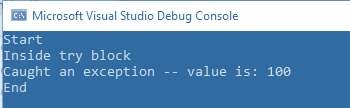 Microsoft Visual Studio Debug Console
Start
Inside try block
Caught an exception -- value is: 100
End